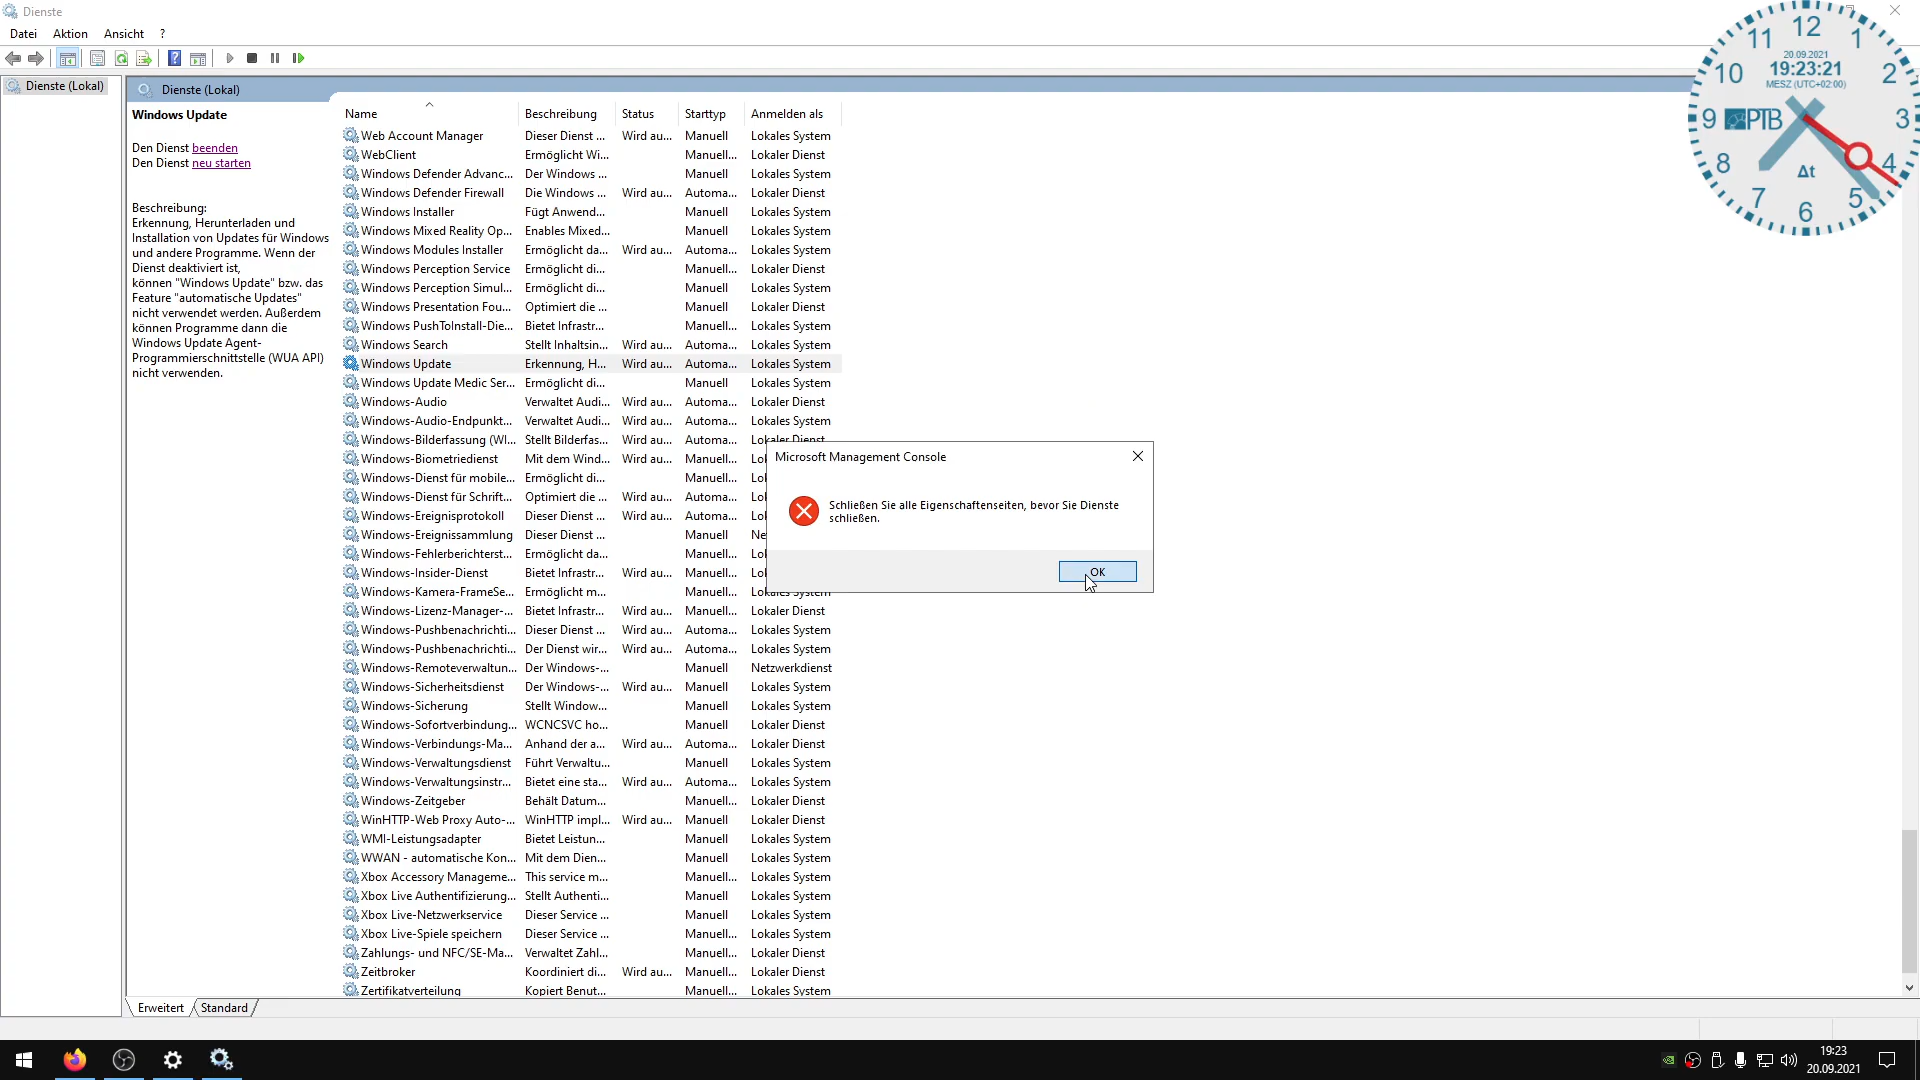 Dienste
Datei Aktion Ansicht ?
Dienste (Lokal)
Dienste (Lokal)
Windows Update
Den Dienst beenden
Den Dienst neu starten
Beschreibung:
Erkennung, Herunterladen und
Installation von Updates für Windows
und andere Programme. Wenn der
Dienst deaktiviert ist,
können "Windows Update" bzw. das
Feature "automatische Updates"
nicht verwendet werden. Außerdem
können Programme dann die
Windows Update Agent-
Programmierschnittstelle (WUA API)
nicht verwenden.
Name Beschreibung Status Starttyp Anmelden als
Web Account Manager Dieser Dienst ... Wird au... Manuell Lokales System
WebClient Ermöglicht Wi... Manuell... Lokaler Dienst
Windows Defender Advanc... Der Windows ... Manuell Lokales System
Windows Defender Firewall Die Windows ... Wird au... Automa... Lokaler Dienst
Windows Installer Fügt Anwend... Manuell Lokales System
Windows Mixed Reality Op... Enables Mixed... Manuell Lokales System
Windows Modules Installer Ermöglicht da... Wird au... Automa... Lokales System
Windows Perception Service Ermöglicht di... Manuell... Lokaler Dienst
Windows Perception Simul... Ermöglicht di... Manuell Lokales System
Windows Presentation Fou... Optimiert die ... Manuell Lokaler Dienst
Windows PushToInstall-Die... Bietet Infrastr... Manuell... Lokales System
Windows Search Stellt Inhaltsin... Wird au... Automa... Lokales System
Windows Update Erkennung, H... Wird au... Automa... Lokales System
Windows Update Medic Ser... Ermöglicht di... Manuell Lokales System
Windows-Audio Verwaltet Audi... Wird au... Automa... Lokaler Dienst
Windows-Audio-Endpunkt... Verwaltet Audi... Wird au... Automa... Lokales System
Windows-Bilderfassung (WI... Stellt Bilderfas... Wird au... Automa... Lokaler Dienst
Windows-Biometriedienst Mit dem Wind... Wird au... Automa... Lo
Windows-Dienst für mobile... Ermöglicht di... Manuell... Lo
Windows-Dienst für Schrift... Optimiert die ... Wird au... Automa... Lo
Windows-Ereignisprotokoll Dieser Dienst ... Wird au... Automa... Lo
Windows-Ereignissammlung Dieser Dienst ... Manuell Ne
Windows-Fehlerberichterst... Ermöglicht da... Manuell... Lo
Windows-Insider-Dienst Bietet Infrastr... Wird au... Manuell... Lo
Windows-Kamera-FrameSe... Ermöglicht m... Manuell... Lokales System
Windows-Lizenz-Manager-... Bietet Infrastr... Wird au... Manuell... Lokaler Dienst
Windows-Pushbenachrichti... Dieser Dienst ... Wird au... Automa... Lokales System
Windows-Pushbenachrichti... Der Dienst wir... Wird au... Automa... Lokales System
Windows-Remoteverwaltun... Der Windows-... Manuell Netzwerkdienst
Windows-Sicherheitsdienst Der Windows-... Wird au... Manuell Lokales System
Windows-Sicherung Stellt Window... Manuell Lokales System
Windows-Sofortverbindung... WCNCSVC ho... Manuell Lokaler Dienst
Windows-Verbindungs-Ma... Anhand der a... Wird au... Automa... Lokaler Dienst
Windows-Verwaltungsdienst Führt Verwaltu... Manuell Lokales System
Windows-Verwaltungsinstr... Bietet eine sta... Wird au... Automa... Lokales System
Windows-Zeitgeber Behält Datum... Manuell... Lokaler Dienst
WinHTTP-Web Proxy Auto-... WinHTTP impl... Wird au... Manuell Lokaler Dienst
WMI-Leistungsadapter Bietet Leistun... Manuell Lokales System
WWAN - automatische Kon... Mit dem Dien... Manuell Lokales System
Xbox Accessory Manageme... This service m... Manuell... Lokales System
Xbox Live Authentifizierung... Stellt Authenti... Manuell Lokales System
Xbox Live-Netzwerkservice Dieser Service ... Manuell Lokales System
Xbox Live-Spiele speichern Dieser Service ... Manuell... Lokales System
Zahlungs- und NFC/SE-Ma... Verwaltet Zahl... Manuell... Lokaler Dienst
Zeitbroker Koordiniert di... Wird au... Manuell... Lokaler Dienst
Zertifikatverteilung Kopiert Benut... Manuell... Lokales System
Microsoft Management Console
Schließen Sie alle Eigenschaftenseiten, bevor Sie Dienste
schließen.
OK
12
11 1
20.09.2021
10 19:23:21 2
MESZ (UTC+02:00)
9 PTB 3
8 Δt 4
7 5
6
Erweitert Standard
19:23
20.09.2021